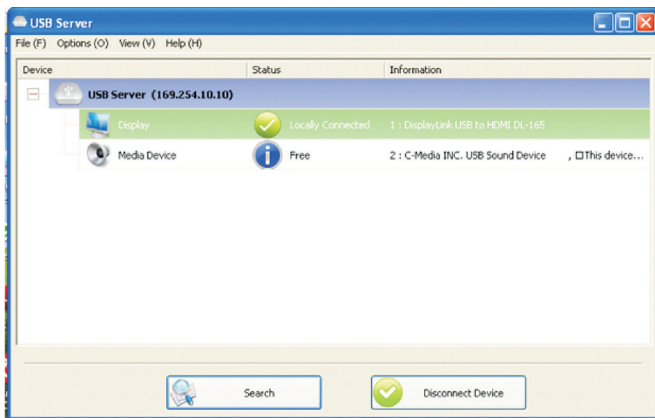 USB Server
File (F) Options (O) View (V) Help (H)
Device Status Information
USB Server (169.254.10.10)
Display Locally Connected 1 : DisplayLink USB to HDMI DL-165
Media Device Free 2 : C-Media INC. USB Sound Device , □This device...
Search Disconnect Device